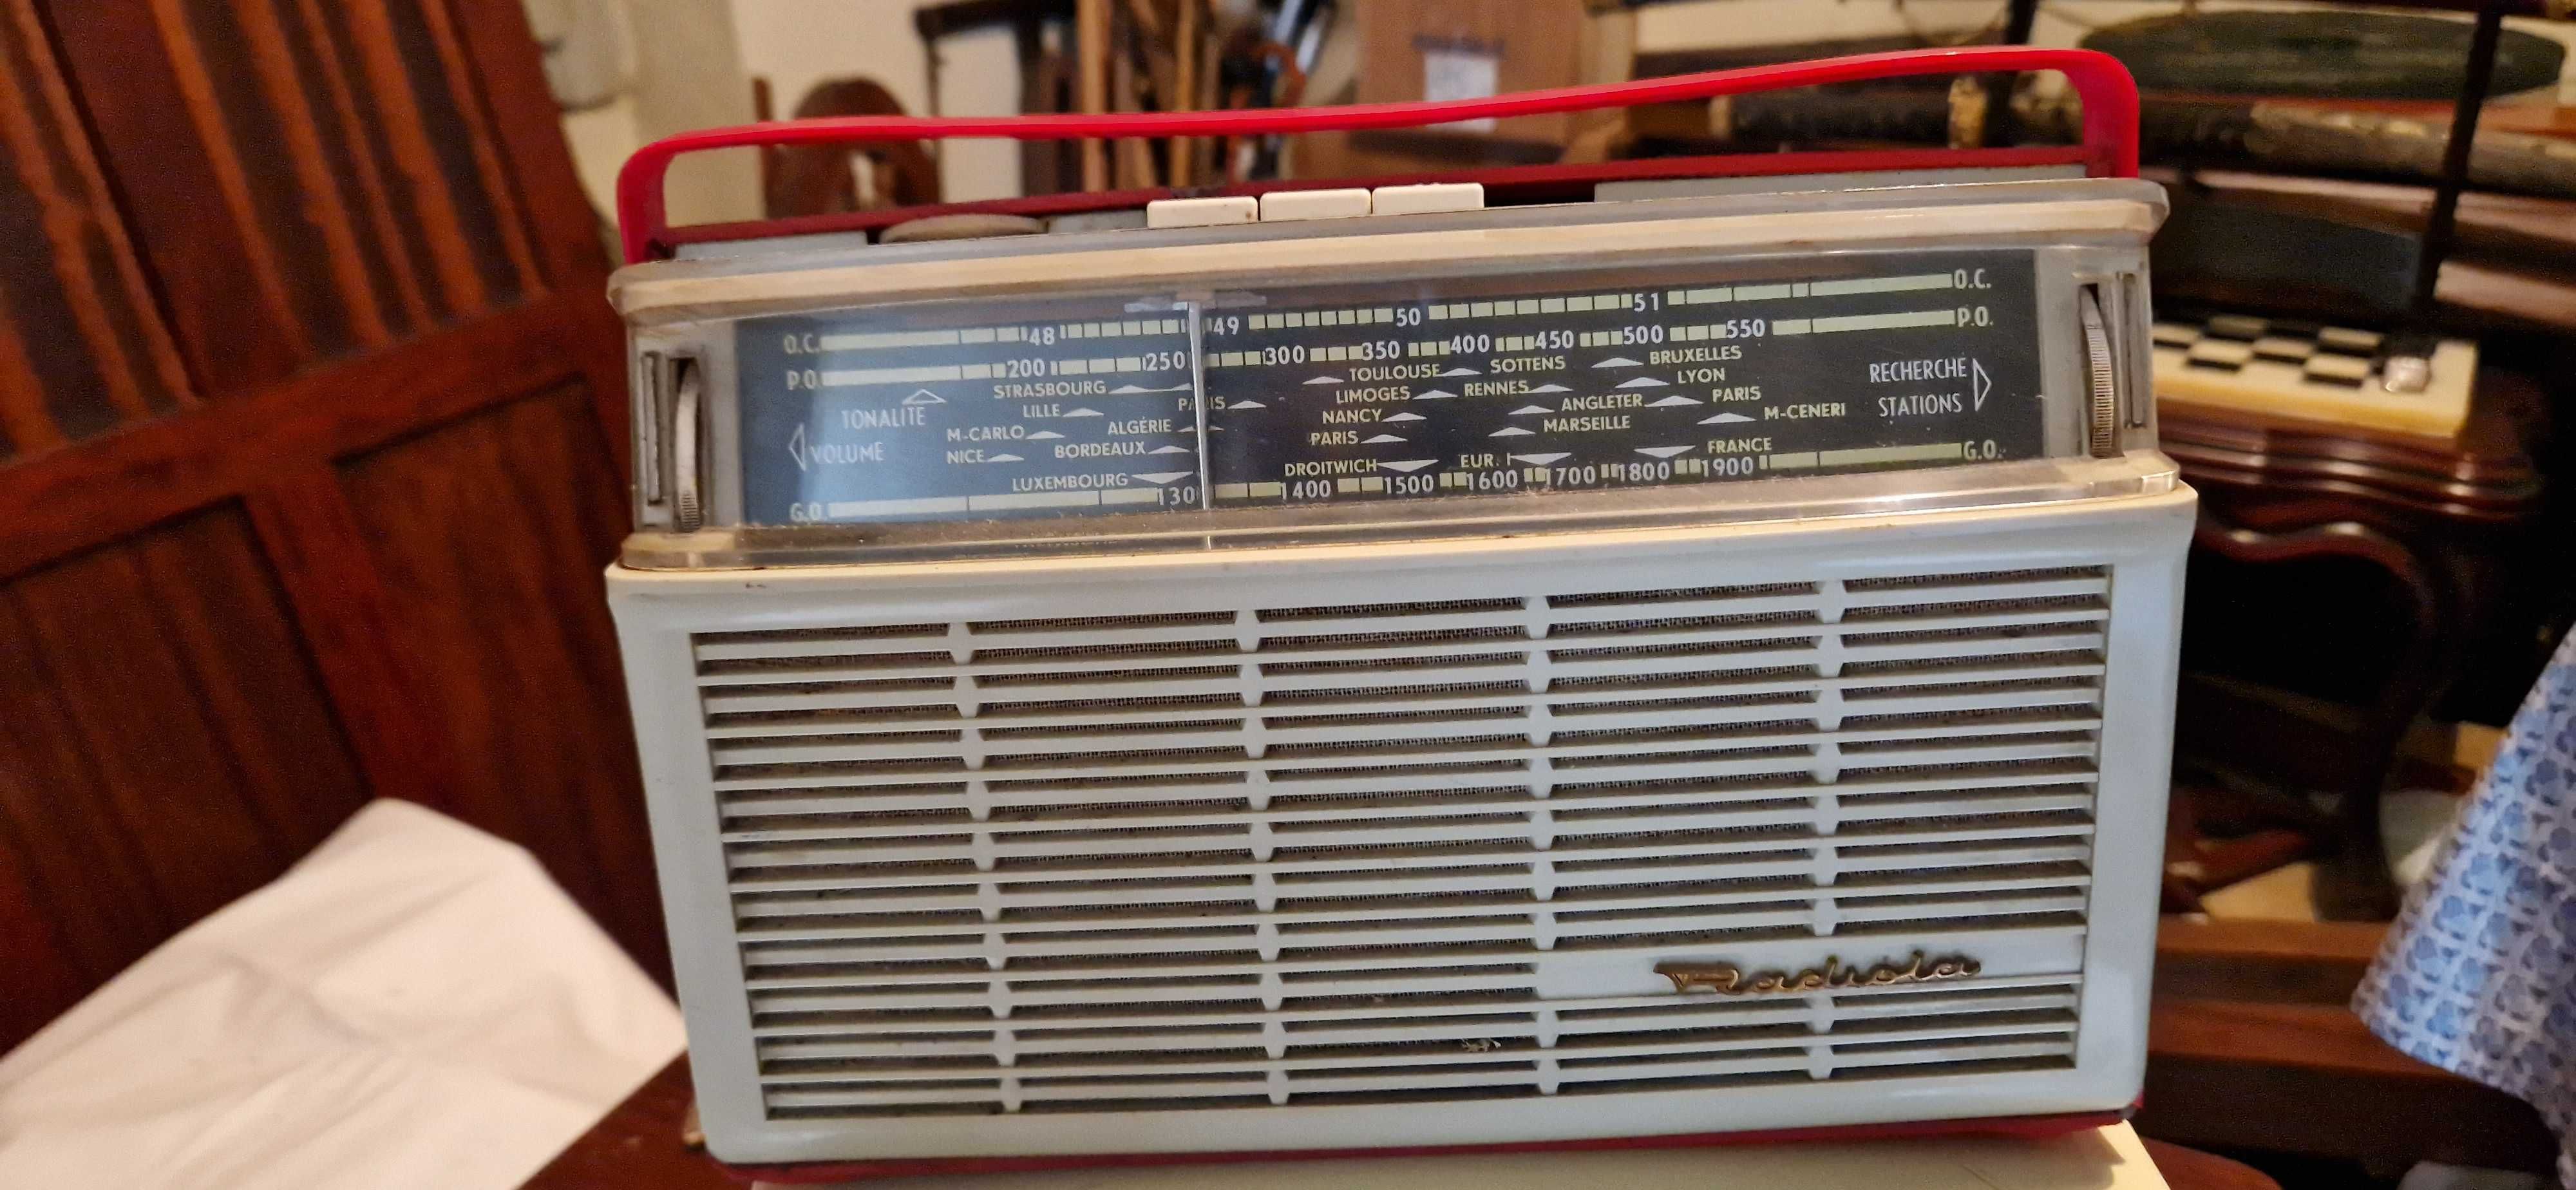 O.C. 48 49 50 51 O.C.
P.O. 200 250 300 350 400 450 500 550 P.O.
STRASBOURG TOULOUSE SOTTENS BRUXELLES
TONALITÉ LILLE PARIS LIMOGES RENNES LYON RECHERCHE
M-CARLO ALGÉRIE NANCY ANGLETER PARIS STATIONS
VOLUME NICE BORDEAUX PARIS MARSEILLE M-CENERI
LUXEMBOURG DROITWICH EUR. I FRANCE
G.O. 130 1400 1500 1600 1700 1800 1900 G.O.
Radiola